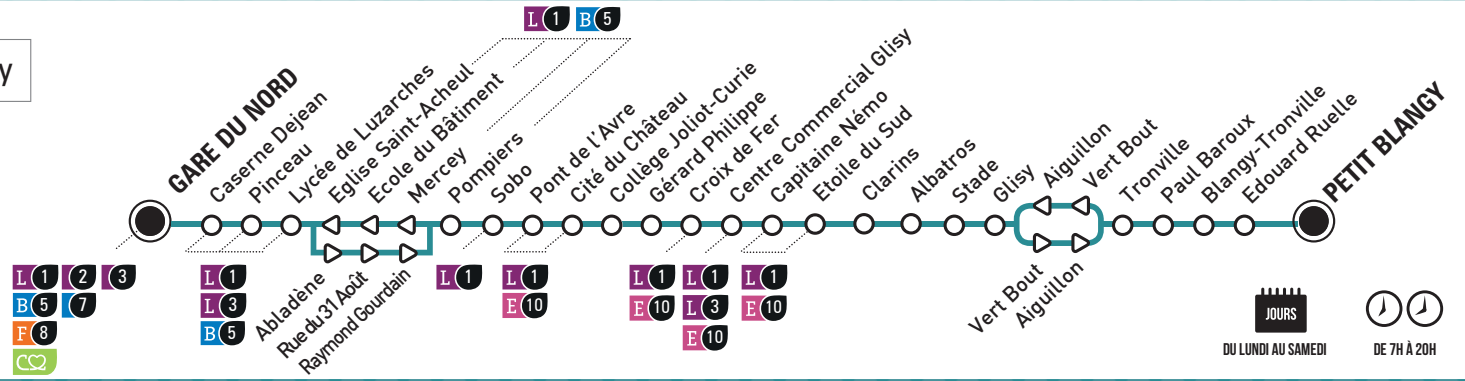 L 1 B 5
y
GARE DU NORD
Caserne Dejean
Pinceau
Lycée de Luzarches
Eglise Saint-Acheul
Ecole du Bâtiment
Mercey
Pompiers
Sobo
Pont de l'Avre
Cité du Château
Collège Joliot-Curie
Gérard Philippe
Croix de Fer
Centre Commercial Glisy
Capitaine Némo
Etoile du Sud
Clarins
Albatros
Stade
Glisy
Aiguillon
Vert Bout
Tronville
Paul Baroux
Blangy-Tronville
Edouard Ruelle
PETIT BLANGY
Abladène
Rue du 31 Août
Raymond Gourdain
Vert Bout
Aiguillon
L 1 L 2 L 3
B 5 B 7
F 8
L 1
L 3
B 5
L 1
L 1
E 10
L 1
E 10
L 1
L 3
E 10
L 1
E 10
JOURS
DU LUNDI AU SAMEDI
DE 7H À 20H